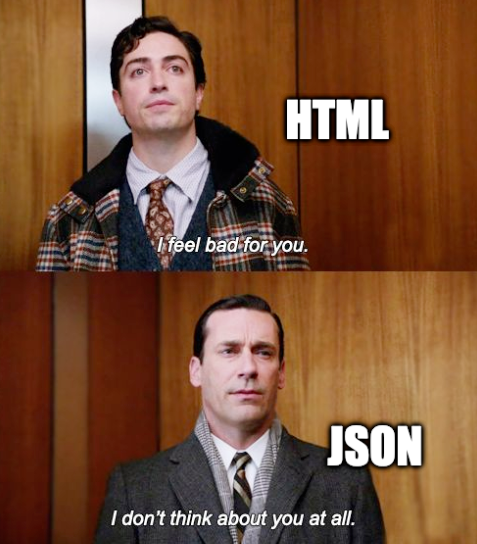 HTML
I feel bad for you.
JSON
I don't think about you at all.